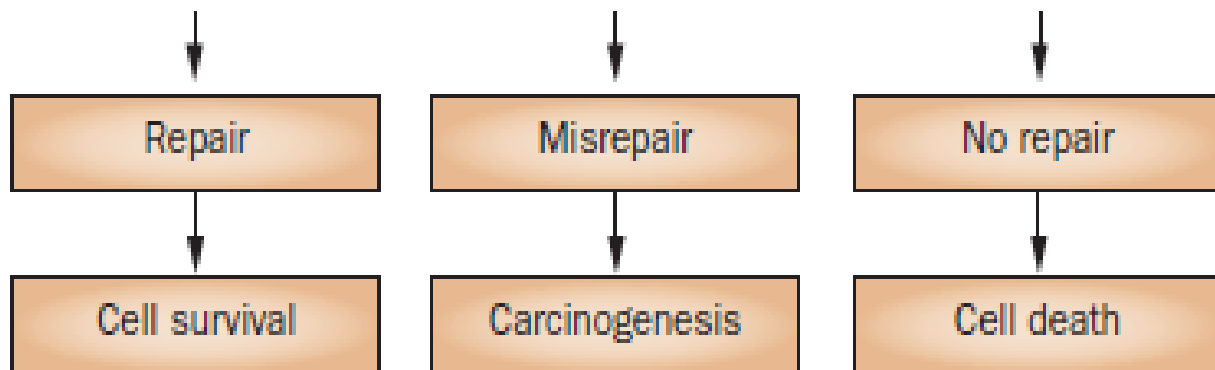 Repair
Misrepair
No repair
Cell survival
Carcinogenesis
Cell death